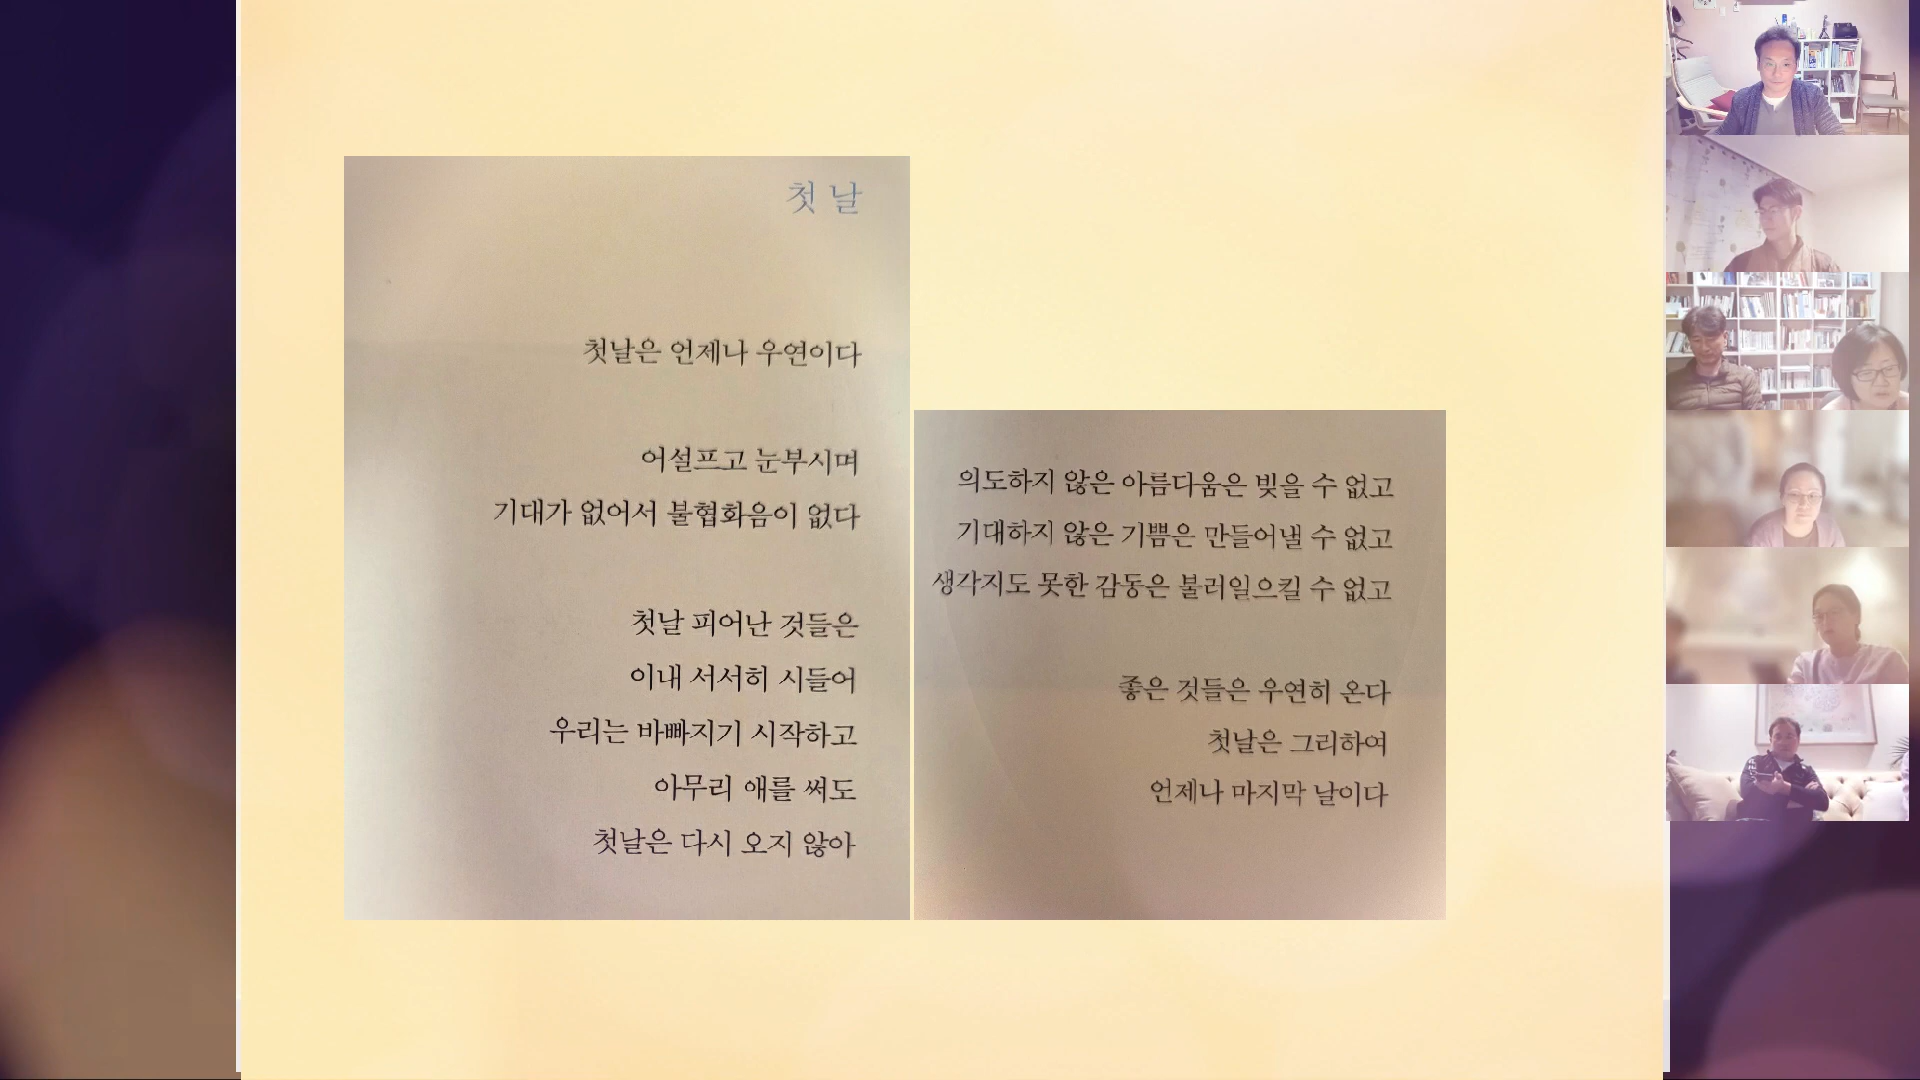 첫 날
첫날은 언제나 우연이다
어설프고 눈부시며
기대가 없어서 불협화음이 없다
첫날 피어난 것들은
이내 서서히 시들어
우리는 바빠지기 시작하고
아무리 애를 써도
첫날은 다시 오지 않아
의도하지 않은 아름다움은 빚을 수 없고
기대하지 않은 기쁨은 만들어낼 수 없고
생각지도 못한 감동은 불러일으킬 수 없고
좋은 것들은 우연히 온다
첫날은 그리하여
언제나 마지막 날이다